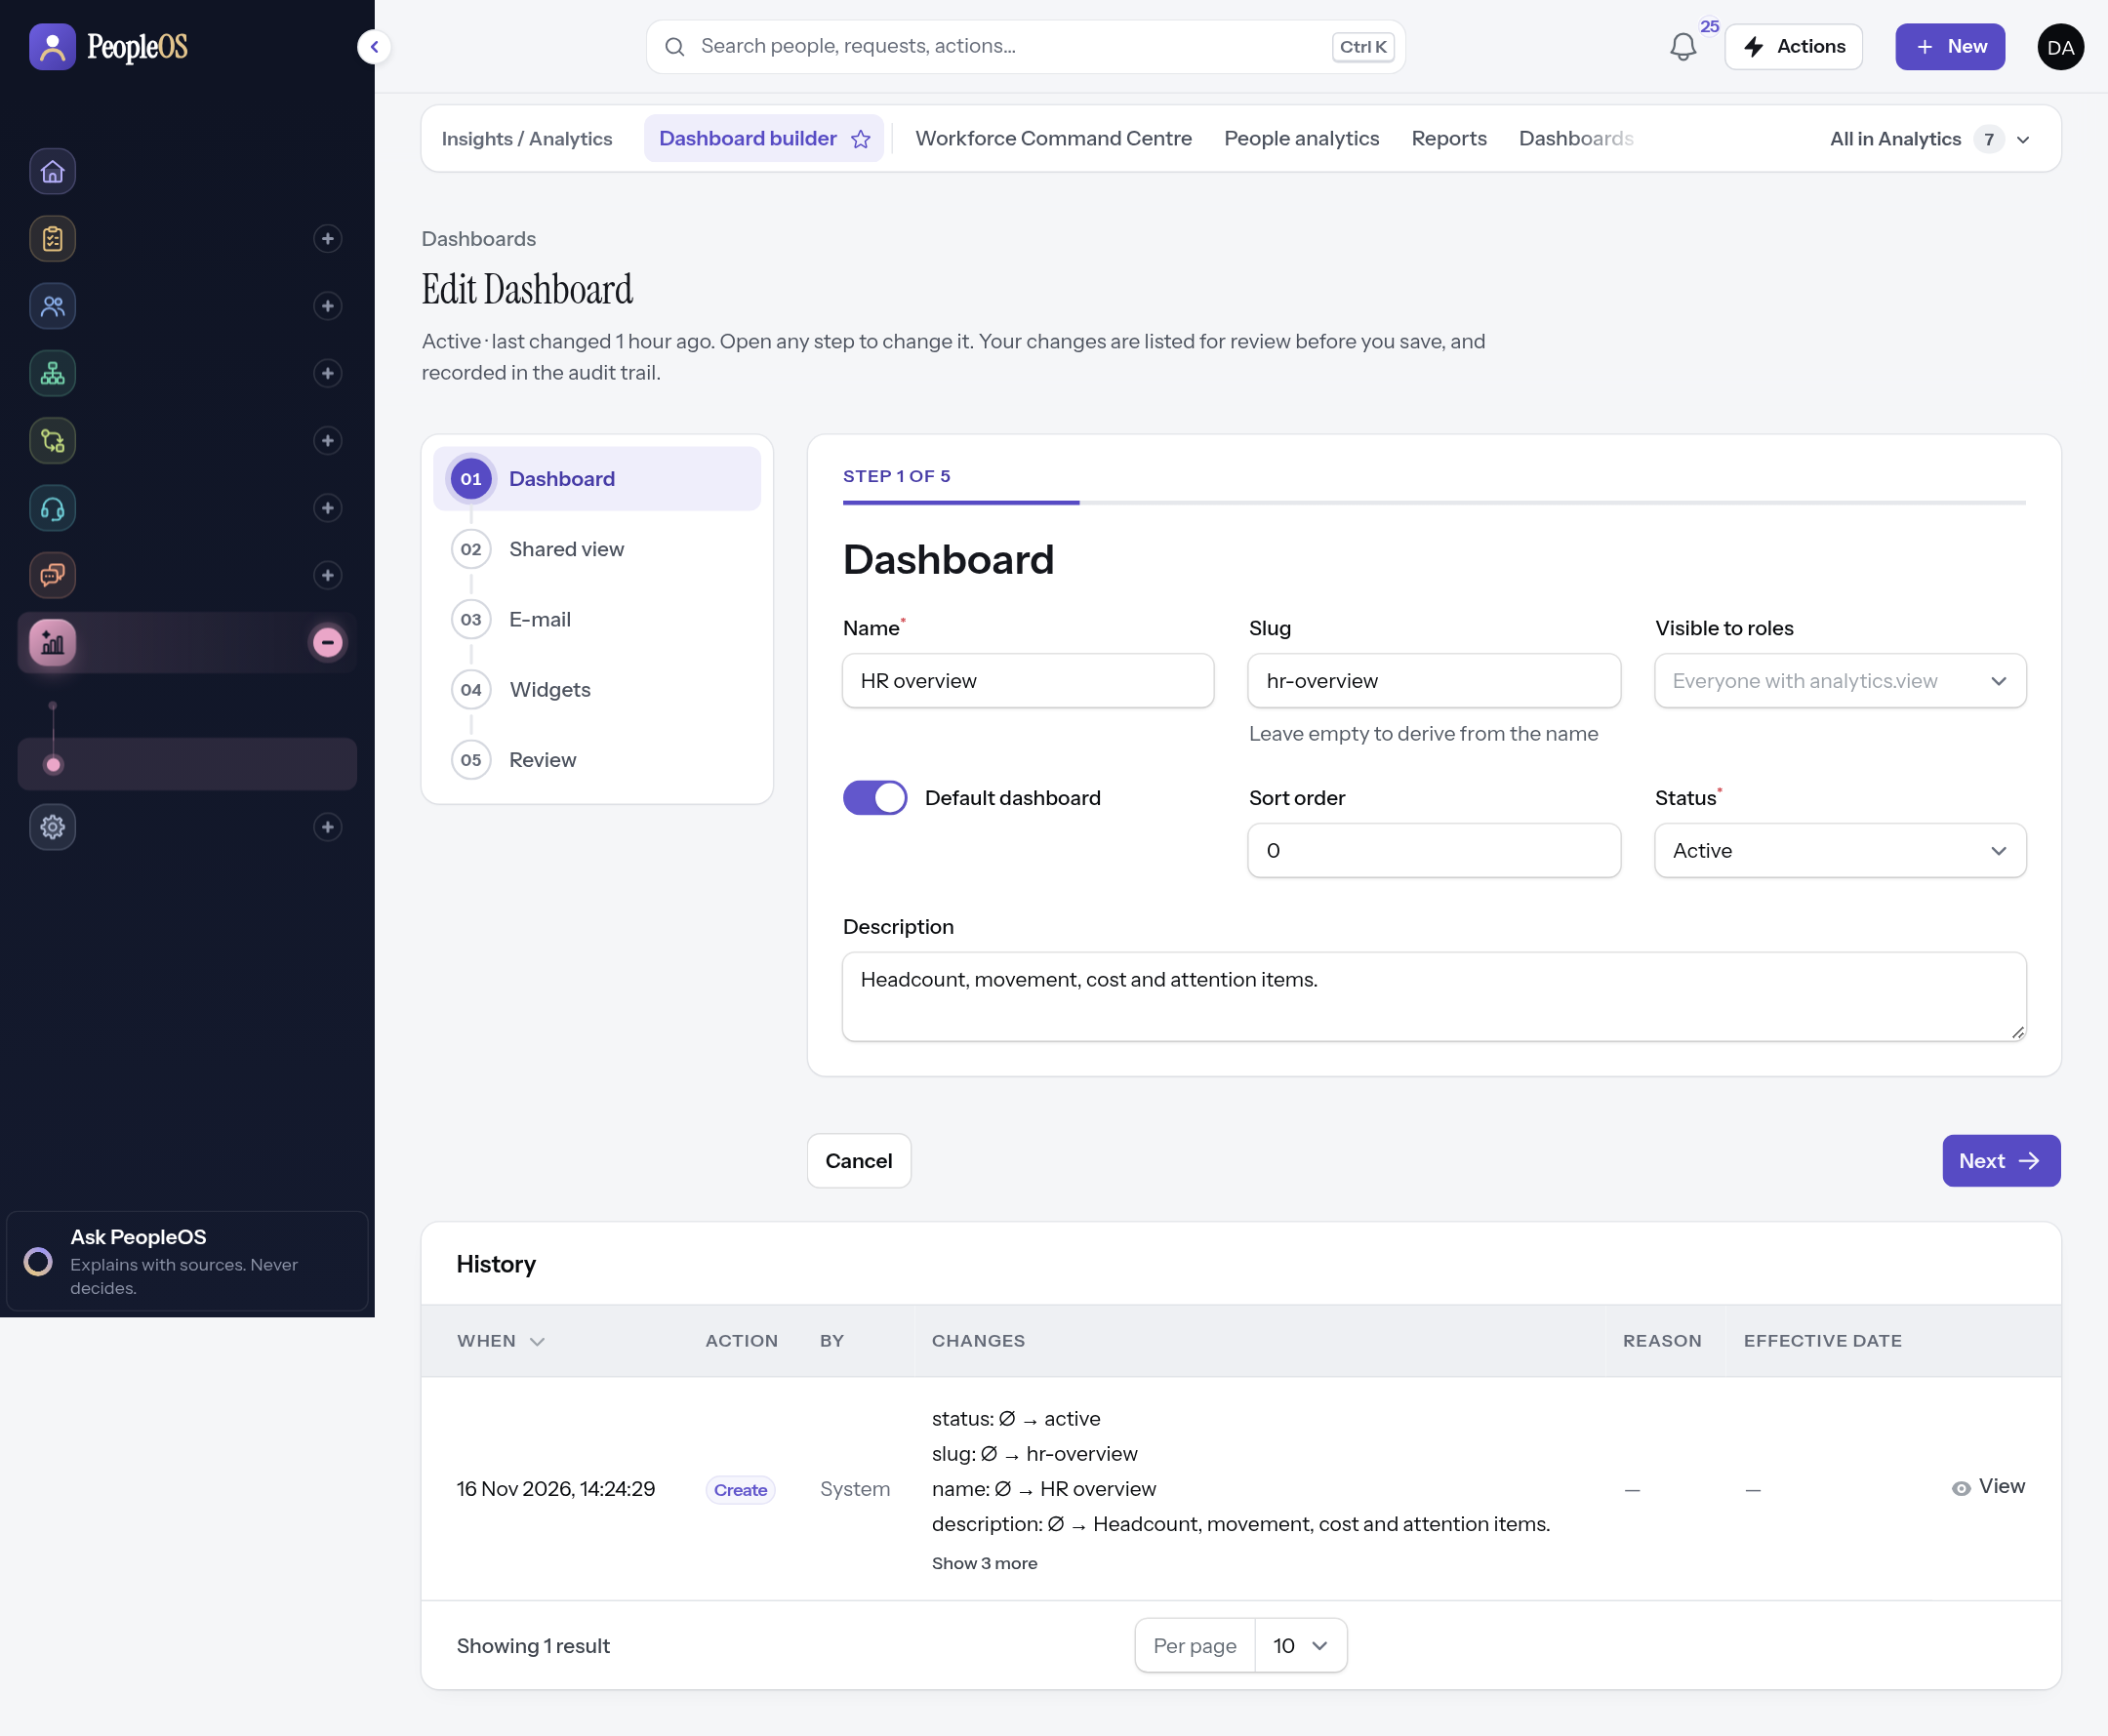 PeopleOS
Search people, requests, actions...
Ctrl K
25
Actions
+ New
DA
Insights / Analytics
Dashboard builder
Workforce Command Centre
People analytics
Reports
Dashboards
All in Analytics 7
Dashboards
Edit Dashboard
Active · last changed 1 hour ago. Open any step to change it. Your changes are listed for review before you save, and
recorded in the audit trail.
01 Dashboard
02 Shared view
03 E-mail
04 Widgets
05 Review
STEP 1 OF 5
Dashboard
Name*
Slug
Visible to roles
HR overview
hr-overview
Everyone with analytics.view
Leave empty to derive from the name
Default dashboard
Sort order
Status*
0
Active
Description
Headcount, movement, cost and attention items.
Cancel
Next →
Ask PeopleOS
Explains with sources. Never
decides.
History
WHEN ACTION BY CHANGES REASON EFFECTIVE DATE
status: ∅ → active
slug: ∅ → hr-overview
16 Nov 2026, 14:24:29 Create System name: ∅ → HR overview — — View
description: ∅ → Headcount, movement, cost and attention items.
Show 3 more
Showing 1 result
Per page 10